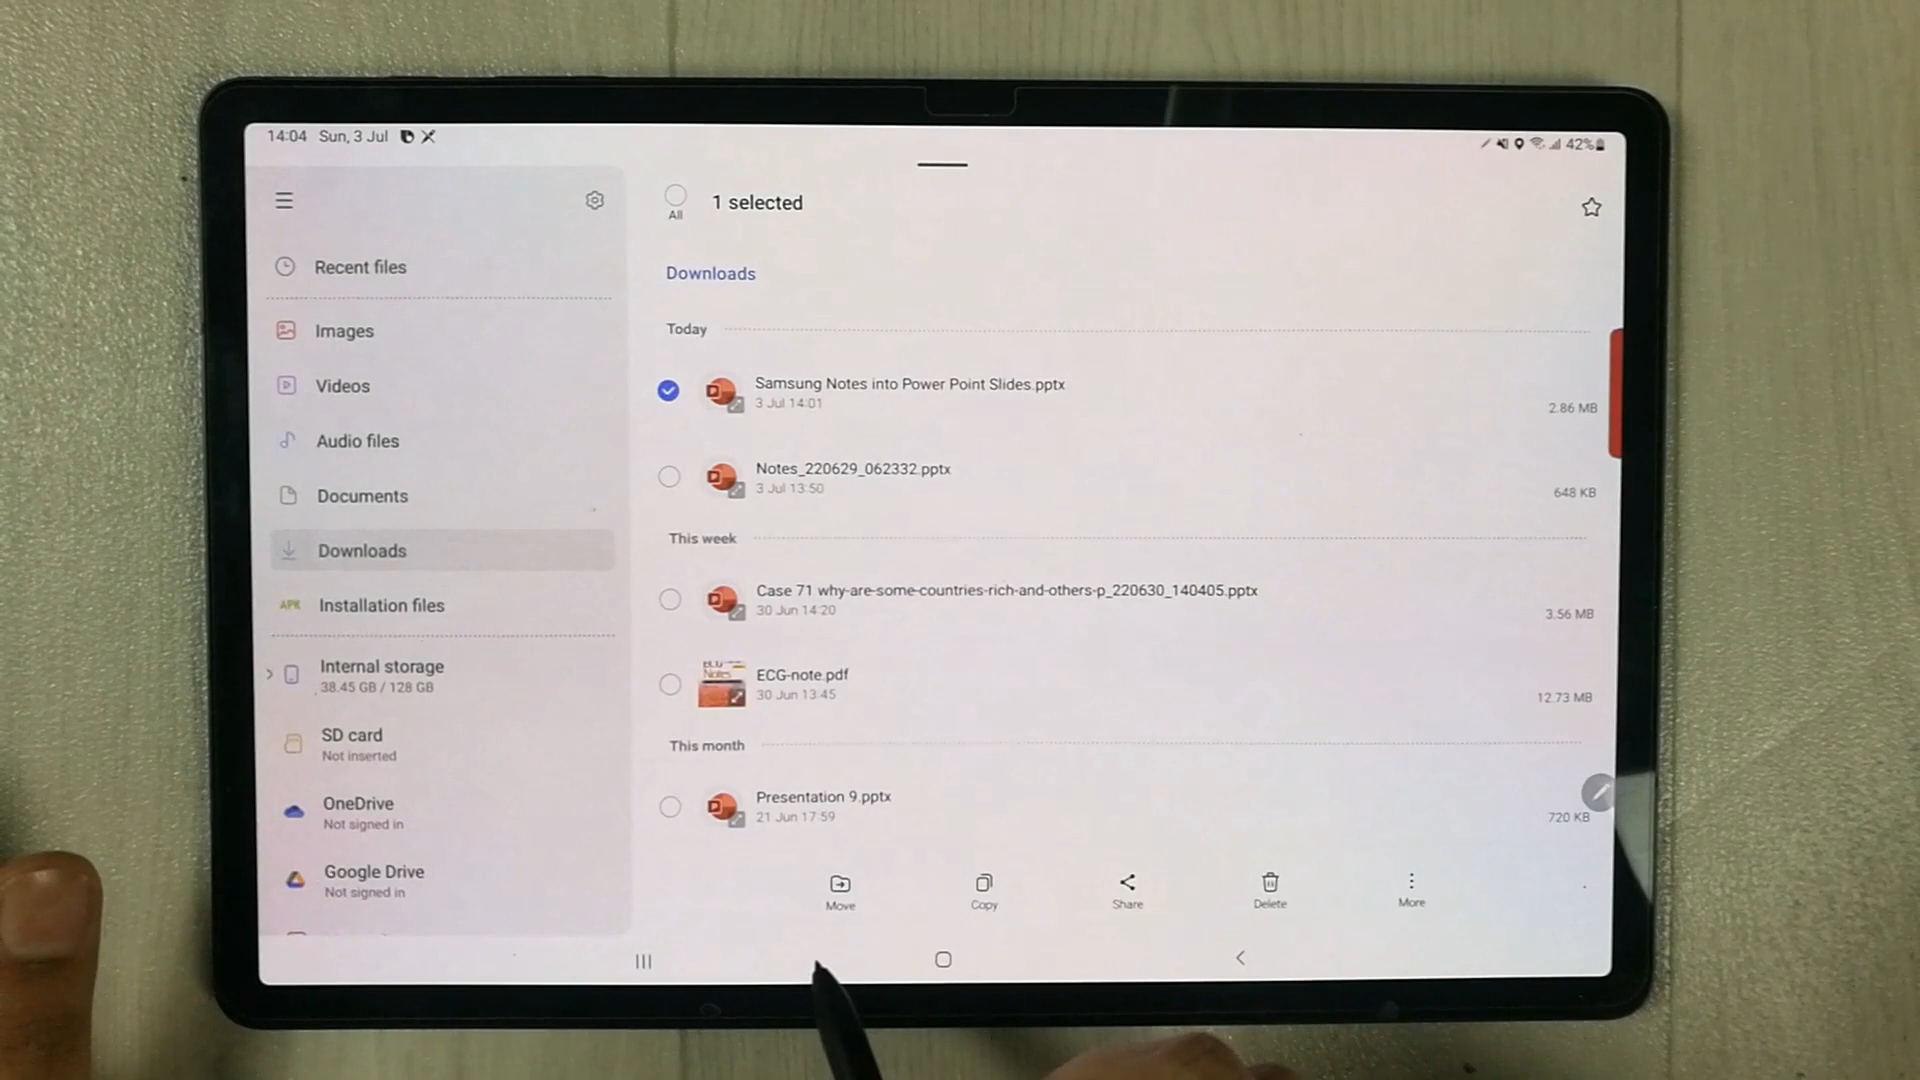 14:04 Sun, 3 Jul
42%
All
1 selected
Recent files
Images
Videos
Audio files
Documents
Downloads
APK Installation files
Internal storage
38.45 GB / 128 GB
SD card
Not inserted
OneDrive
Not signed in
Google Drive
Not signed in
Downloads
Today
Samsung Notes into Power Point Slides.pptx
3 Jul 14:01
2.86 MB
Notes_220629_062332.pptx
3 Jul 13:50
648 KB
This week
Case 71 why-are-some-countries-rich-and-others-p_220630_140405.pptx
30 Jun 14:20
3.56 MB
Notes
ECG-note.pdf
30 Jun 13:45
12.73 MB
This month
Presentation 9.pptx
21 Jun 17:59
720 KB
Move
Copy
Share
Delete
More